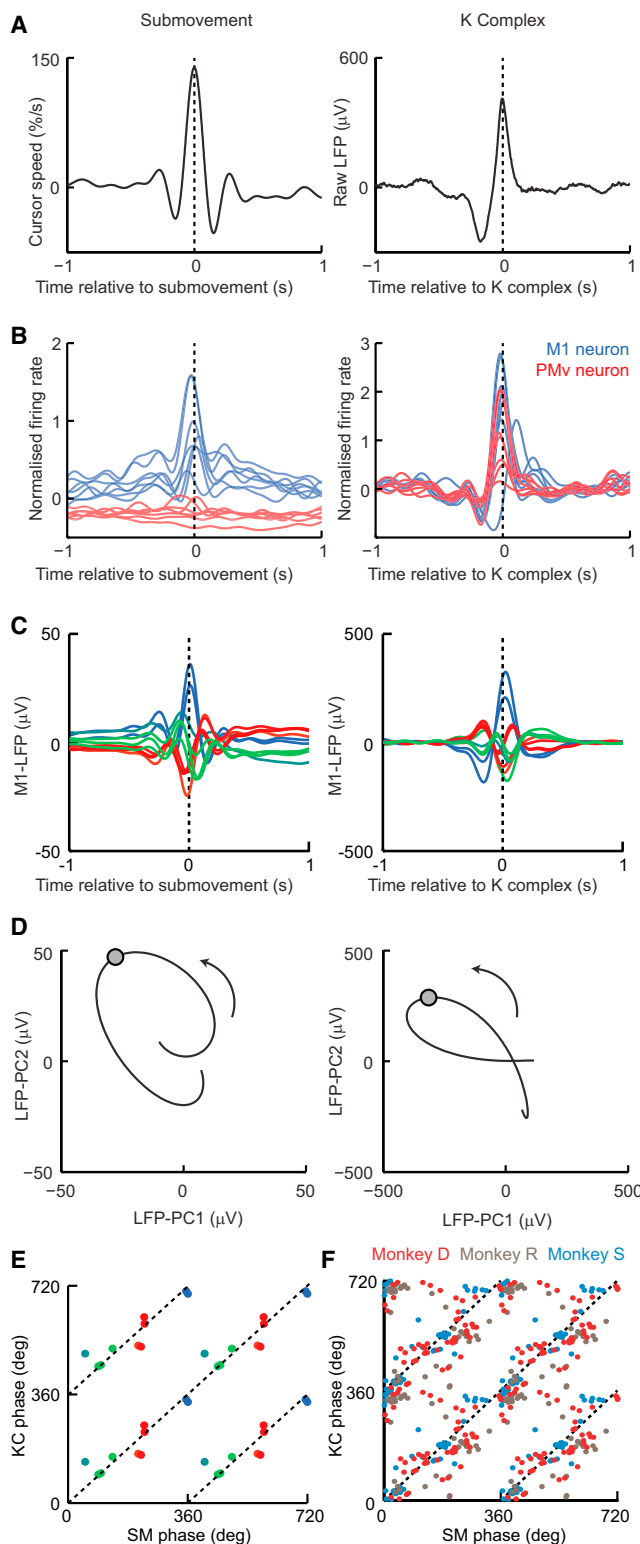 A
Submovement
K Complex
150
0
Cursor speed (%/s)
−1
0
1
Time relative to submovement (s)
600
0
Raw LFP (μV)
−1
0
1
Time relative to K complex (s)
B
2
1
0
Normalised firing rate
−1
0
1
Time relative to submovement (s)
3
2
1
0
Normalised firing rate
M1 neuron
PMv neuron
−1
0
1
Time relative to K complex (s)
C
50
0
−50
M1-LFP (μV)
−1
0
1
Time relative to submovement (s)
500
0
−500
M1-LFP (μV)
−1
0
1
Time relative to K complex (s)
D
50
0
−50
LFP-PC2 (μV)
−50
0
50
LFP-PC1 (μV)
500
0
−500
LFP-PC2 (μV)
−500
0
500
LFP-PC1 (μV)
E
720
360
0
KC phase (deg)
0
360
720
SM phase (deg)
F
Monkey D Monkey R Monkey S
720
360
0
KC phase (deg)
0
360
720
SM phase (deg)